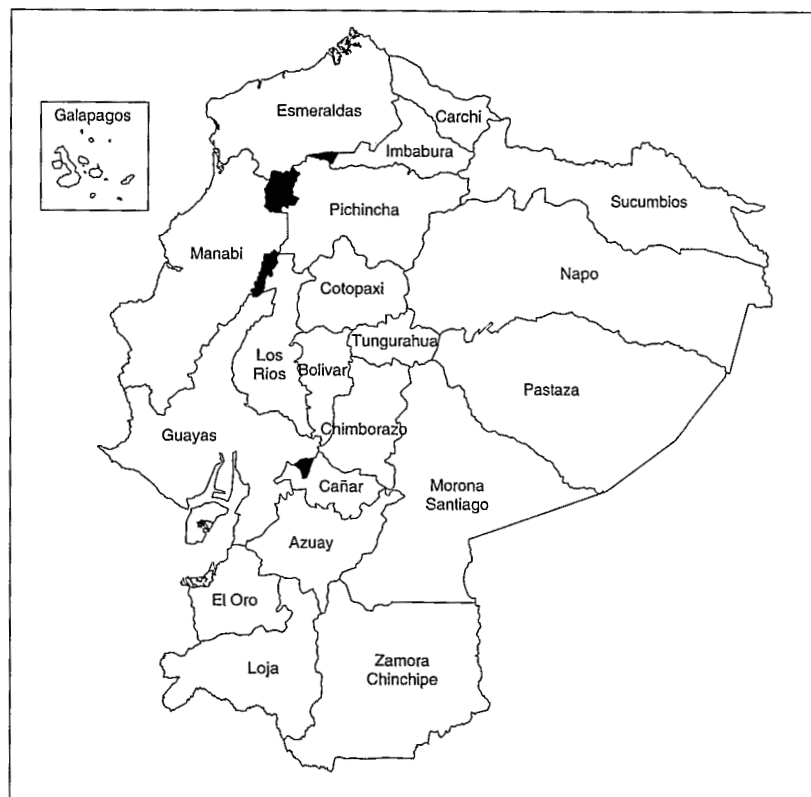 Esmeraldas
Carchi
Galapagos
Imbabura
Sucumbios
Pichincha
Manabi
Napo
Cotopaxi
Tungurahua
Los
Rios
Bolivar
Pastaza
Chimborazo
Guayas
Cañar
Morona
Santiago
Azuay
El Oro
Loja
Zamora
Chinchipe